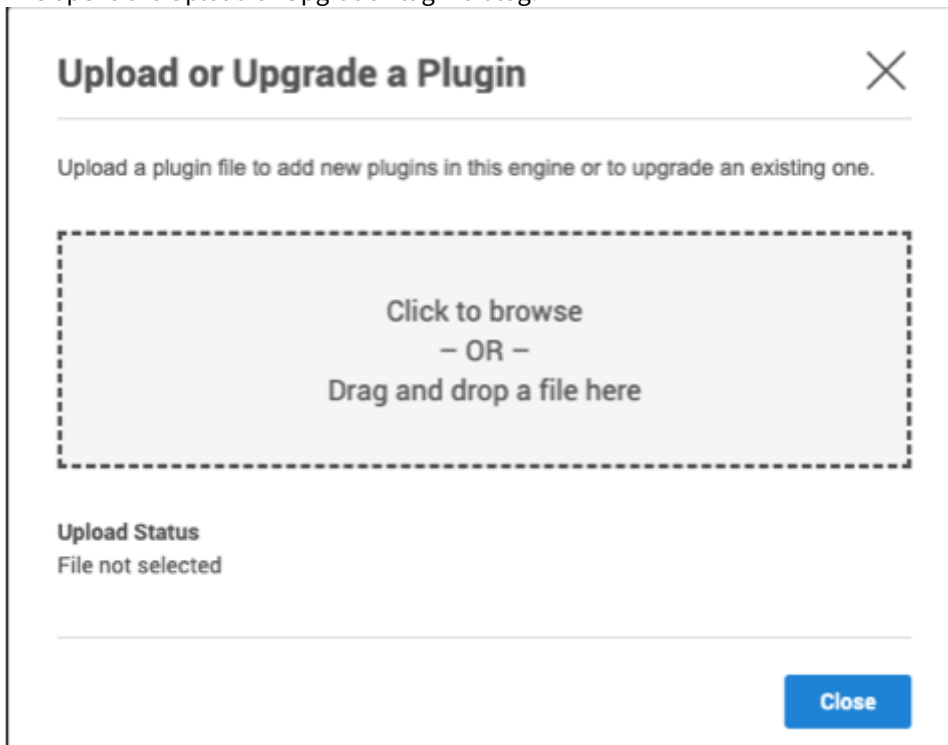 Upload or Upgrade a Plugin
Upload a plugin file to add new plugins in this engine or to upgrade an existing one.
Click to browse
– OR –
Drag and drop a file here
Upload Status
File not selected
Close